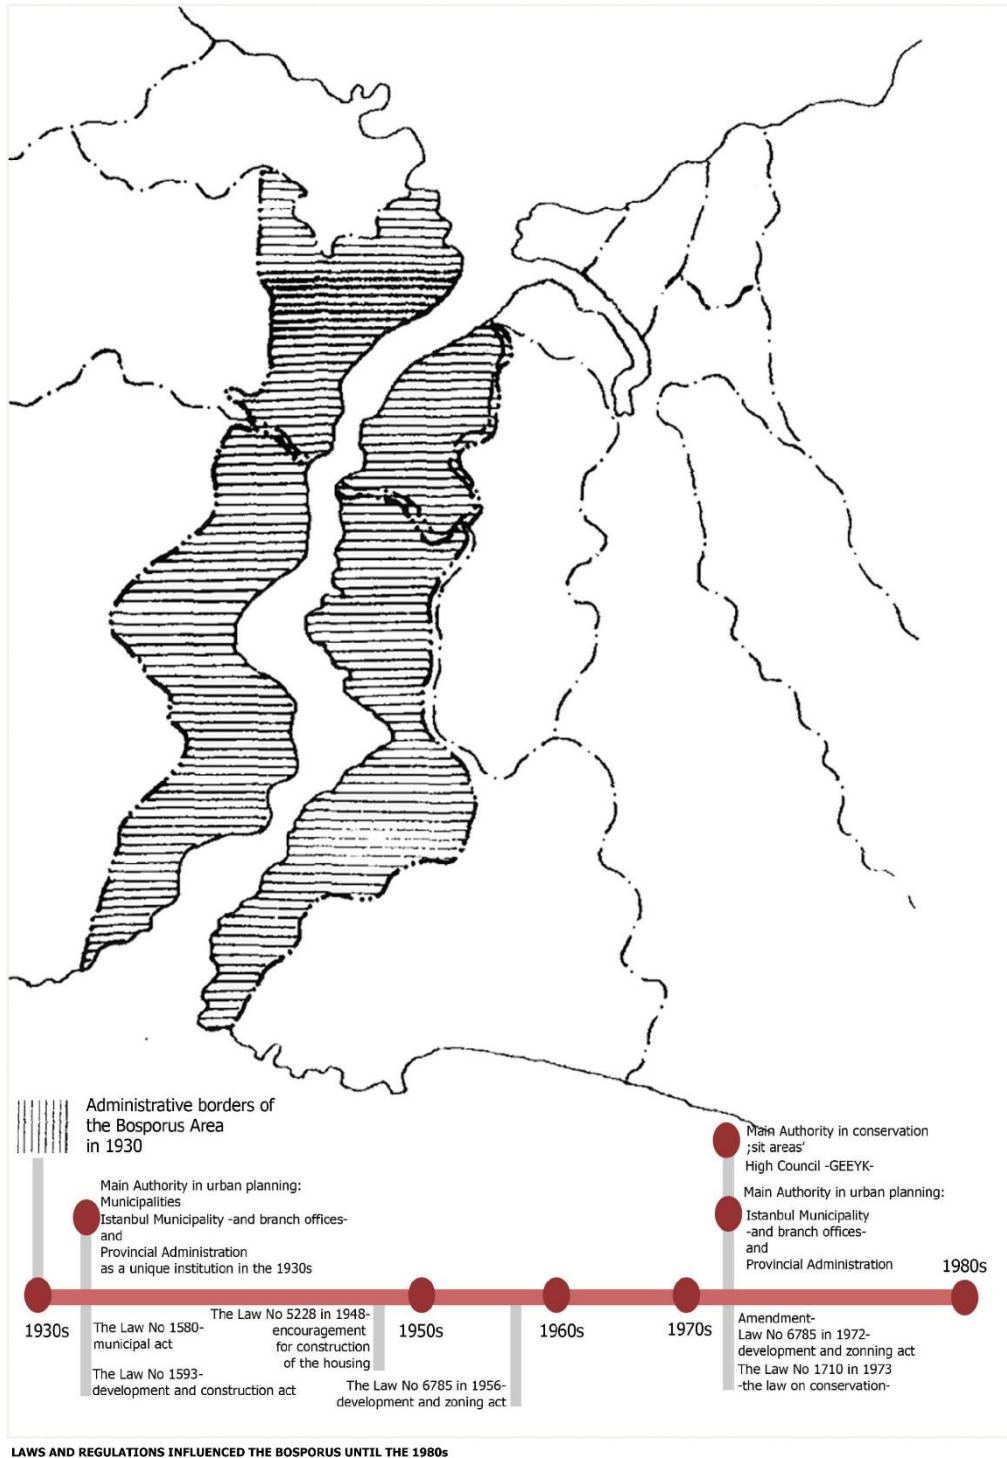 Administrative borders of
the Bosporus Area
in 1930
Main Authority in urban planning:
Municipalities
Istanbul Municipality -and branch offices-
and
Provincial Administration
as a unique institution in the 1930s
Main Authority in conservation
;sit areas'
High Council -GEEYK-
Main Authority in urban planning:
Istanbul Municipality
-and branch offices-
and
Provincial Administration
1930s
1950s
1960s
1970s
1980s
The Law No 1580-
municipal act
The Law No 1593-
development and construction act
The Law No 5228 in 1948-
encouragement
for construction
of the housing
The Law No 6785 in 1956-
development and zoning act
Amendment-
Law No 6785 in 1972-
development and zonning act
The Law No 1710 in 1973
-the law on conservation-
LAWS AND REGULATIONS INFLUENCED THE BOSPORUS UNTIL THE 1980s